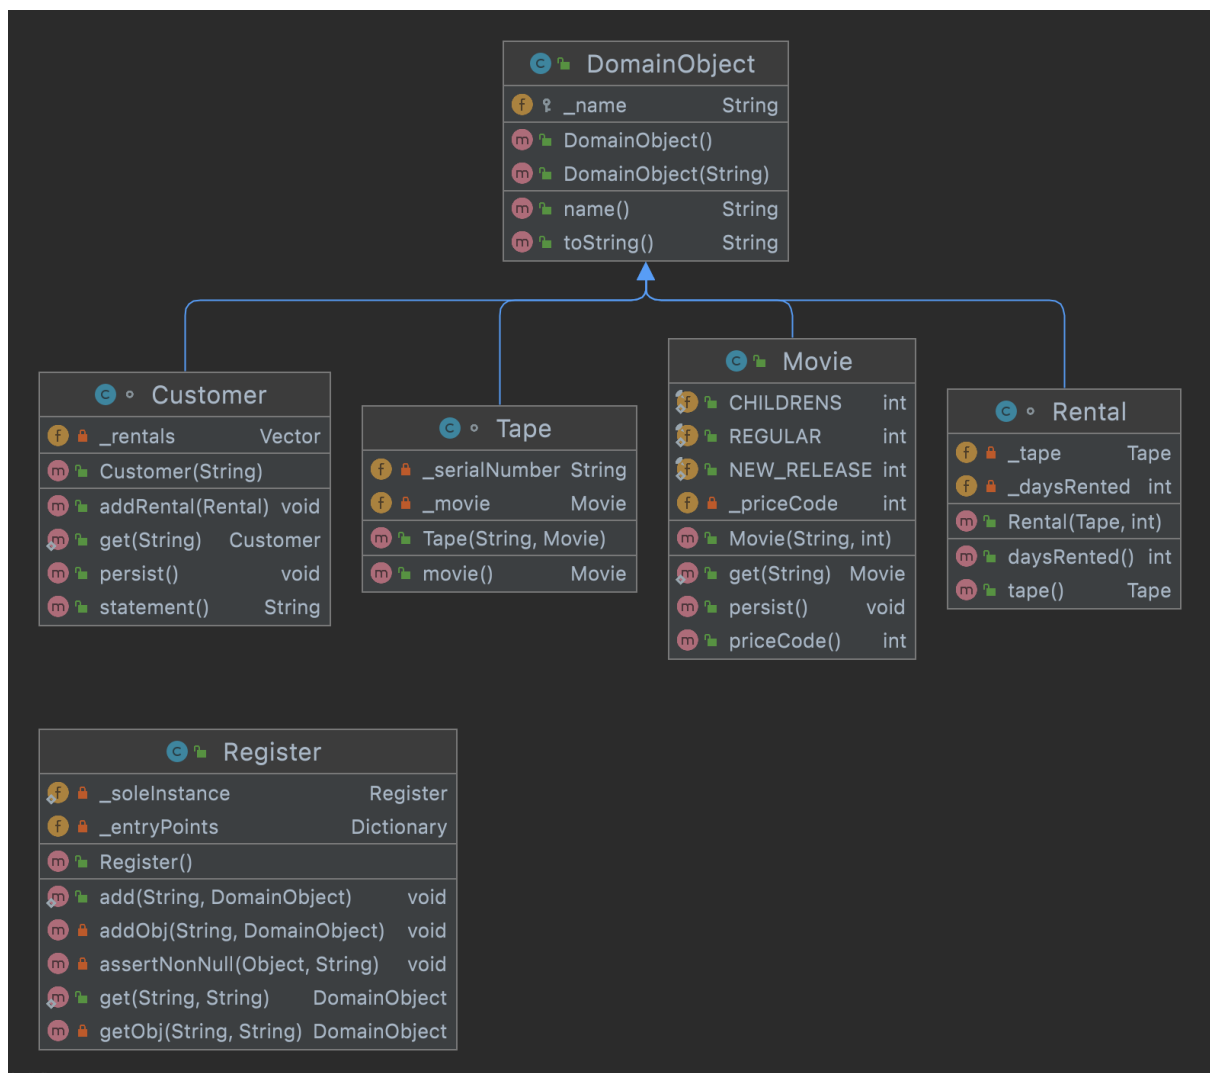 DomainObject
_name String
DomainObject()
DomainObject(String)
name() String
toString() String
Customer
_rentals Vector
Customer(String)
addRental(Rental) void
get(String) Customer
persist() void
statement() String
Tape
_serialNumber String
_movie Movie
Tape(String, Movie)
movie() Movie
Movie
CHILDRENS int
REGULAR int
NEW_RELEASE int
_priceCode int
Movie(String, int)
get(String) Movie
persist() void
priceCode() int
Rental
_tape Tape
_daysRented int
Rental(Tape, int)
daysRented() int
tape() Tape
Register
_soleInstance Register
_entryPoints Dictionary
Register()
add(String, DomainObject) void
addObj(String, DomainObject) void
assertNonNull(Object, String) void
get(String, String) DomainObject
getObj(String, String) DomainObject